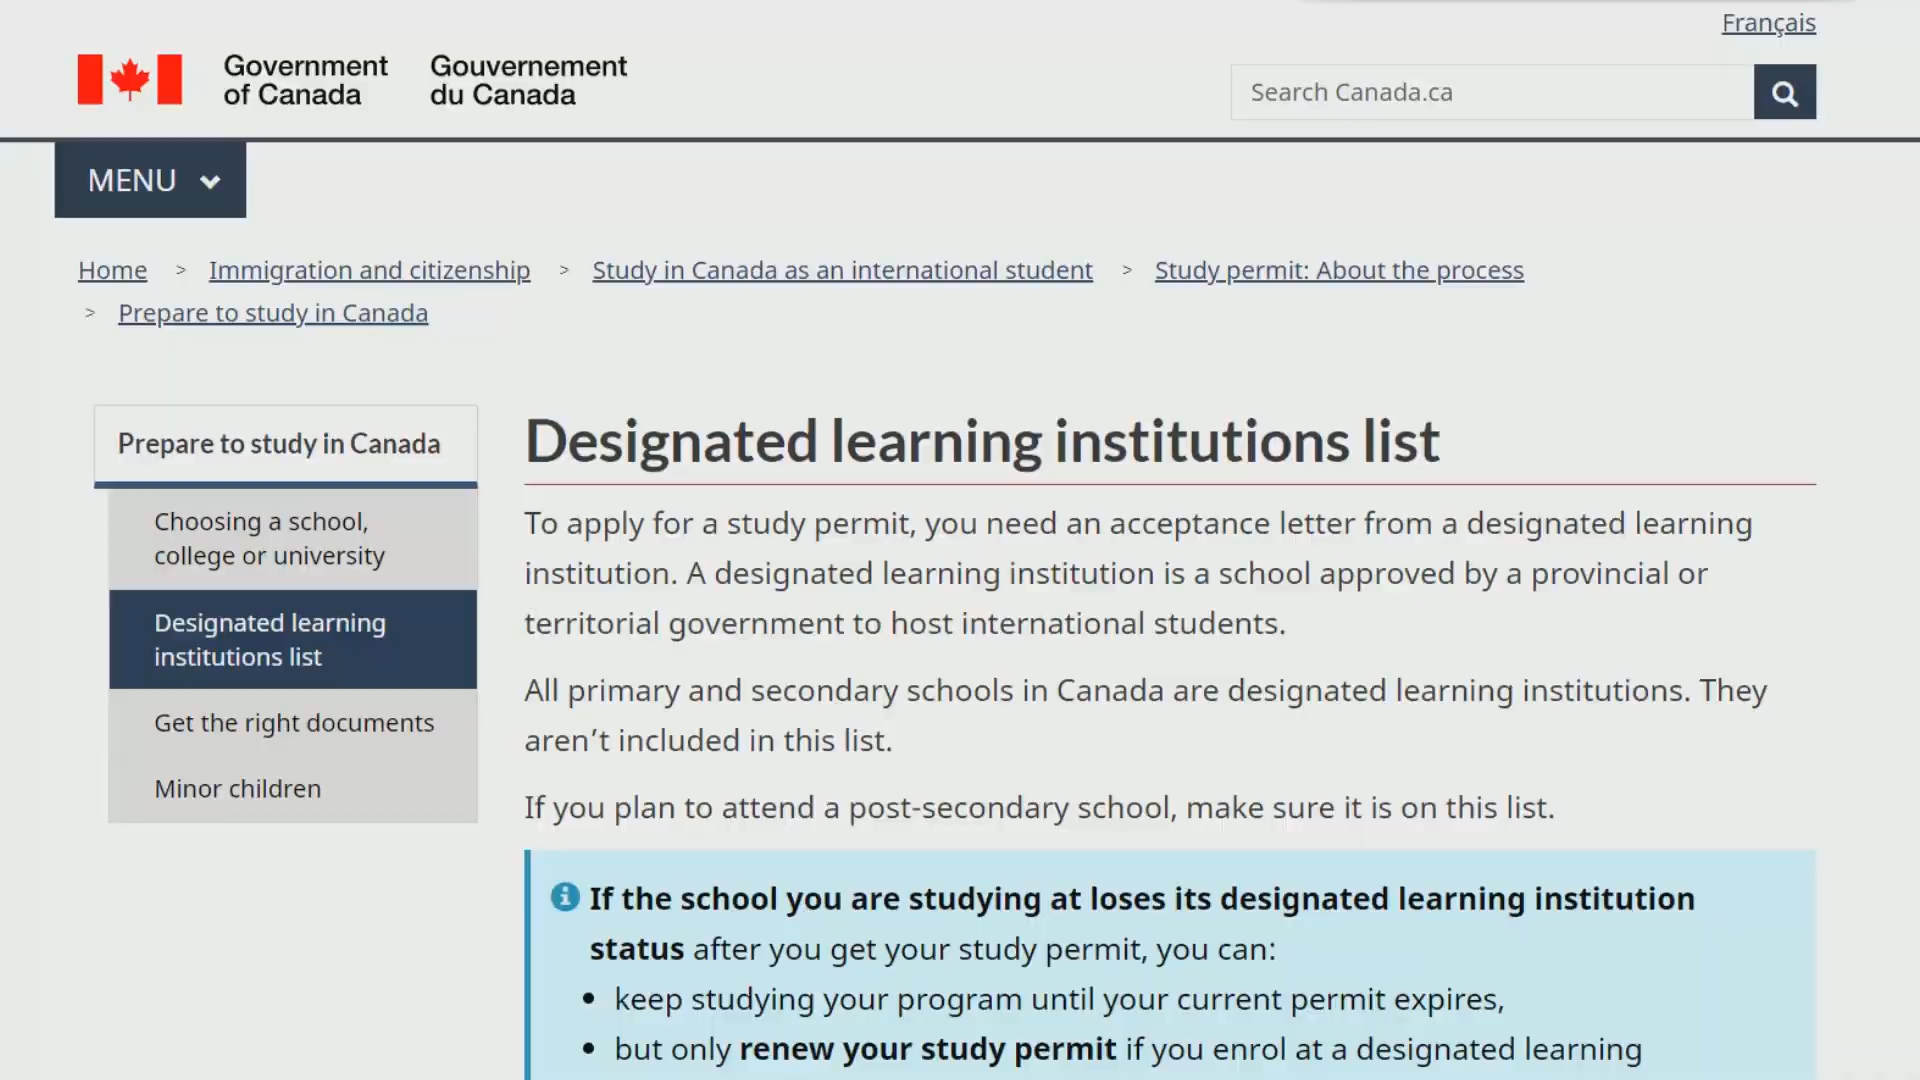 Français
Government
of Canada
Gouvernement
du Canada
Search Canada.ca
MENU
Home > Immigration and citizenship > Study in Canada as an international student > Study permit: About the process
> Prepare to study in Canada
Prepare to study in Canada
Choosing a school,
college or university
Designated learning
institutions list
Get the right documents
Minor children
Designated learning institutions list
To apply for a study permit, you need an acceptance letter from a designated learning
institution. A designated learning institution is a school approved by a provincial or
territorial government to host international students.
All primary and secondary schools in Canada are designated learning institutions. They
aren’t included in this list.
If you plan to attend a post-secondary school, make sure it is on this list.
If the school you are studying at loses its designated learning institution
status after you get your study permit, you can:
• keep studying your program until your current permit expires,
• but only renew your study permit if you enrol at a designated learning